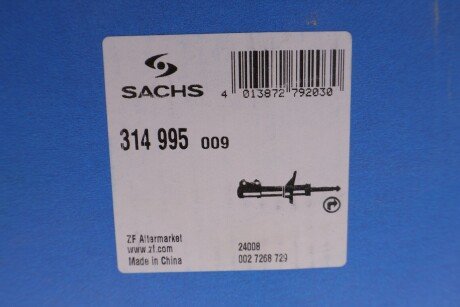 SACHS
4 013872 792030
314 995 009
ZF Aftermarket
www.zf.com
Made in China
24008
002 7268 729